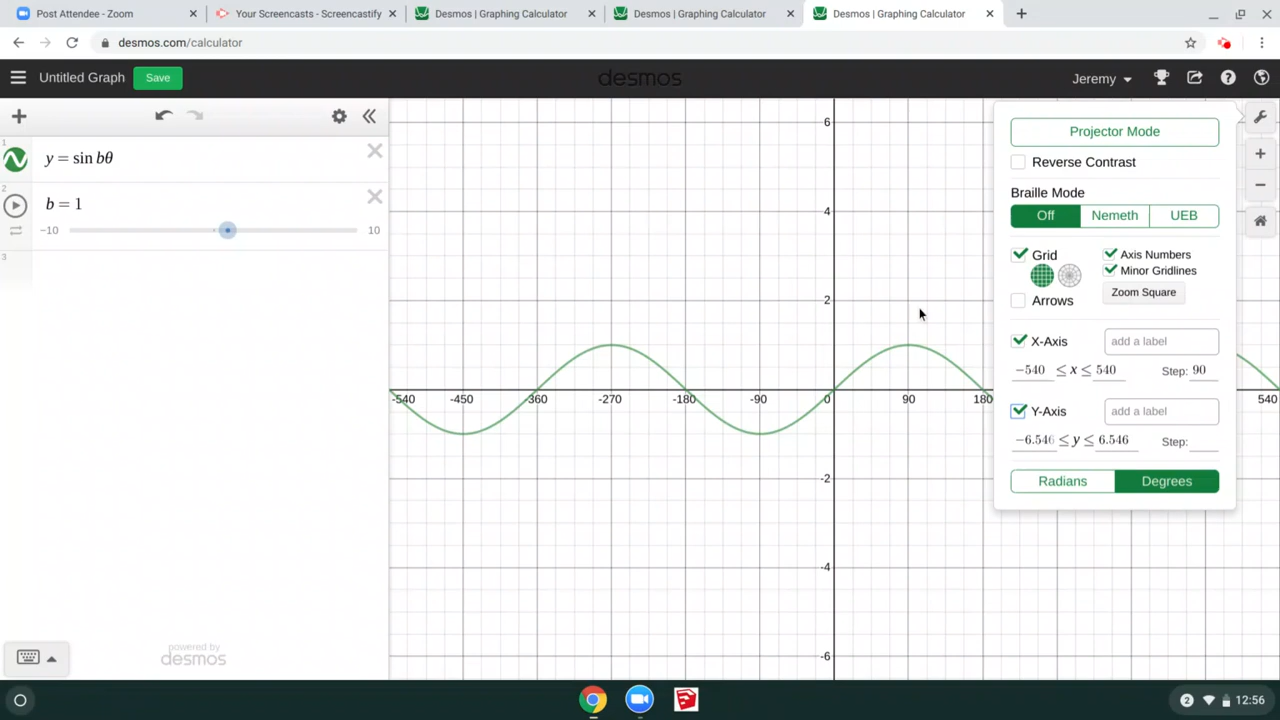 Post Attendee - Zoom
Your Screencasts - Screencastify
Desmos | Graphing Calculator
Desmos | Graphing Calculator
Desmos | Graphing Calculator
desmos.com/calculator
Untitled Graph
Save
desmos
Jeremy
1
y = sin bθ
2
b = 1
-10
10
3
powered by
desmos
6
4
2
-540
-450
-360
-270
-180
-90
0
90
180
540
-2
-4
-6
Projector Mode
Reverse Contrast
Braille Mode
Off
Nemeth
UEB
Grid
Axis Numbers
Minor Gridlines
Zoom Square
Arrows
X-Axis
add a label
−540 ≤ x ≤ 540
Step: 90
Y-Axis
add a label
−6.546 ≤ y ≤ 6.546
Step:
Radians
Degrees
2
12:56